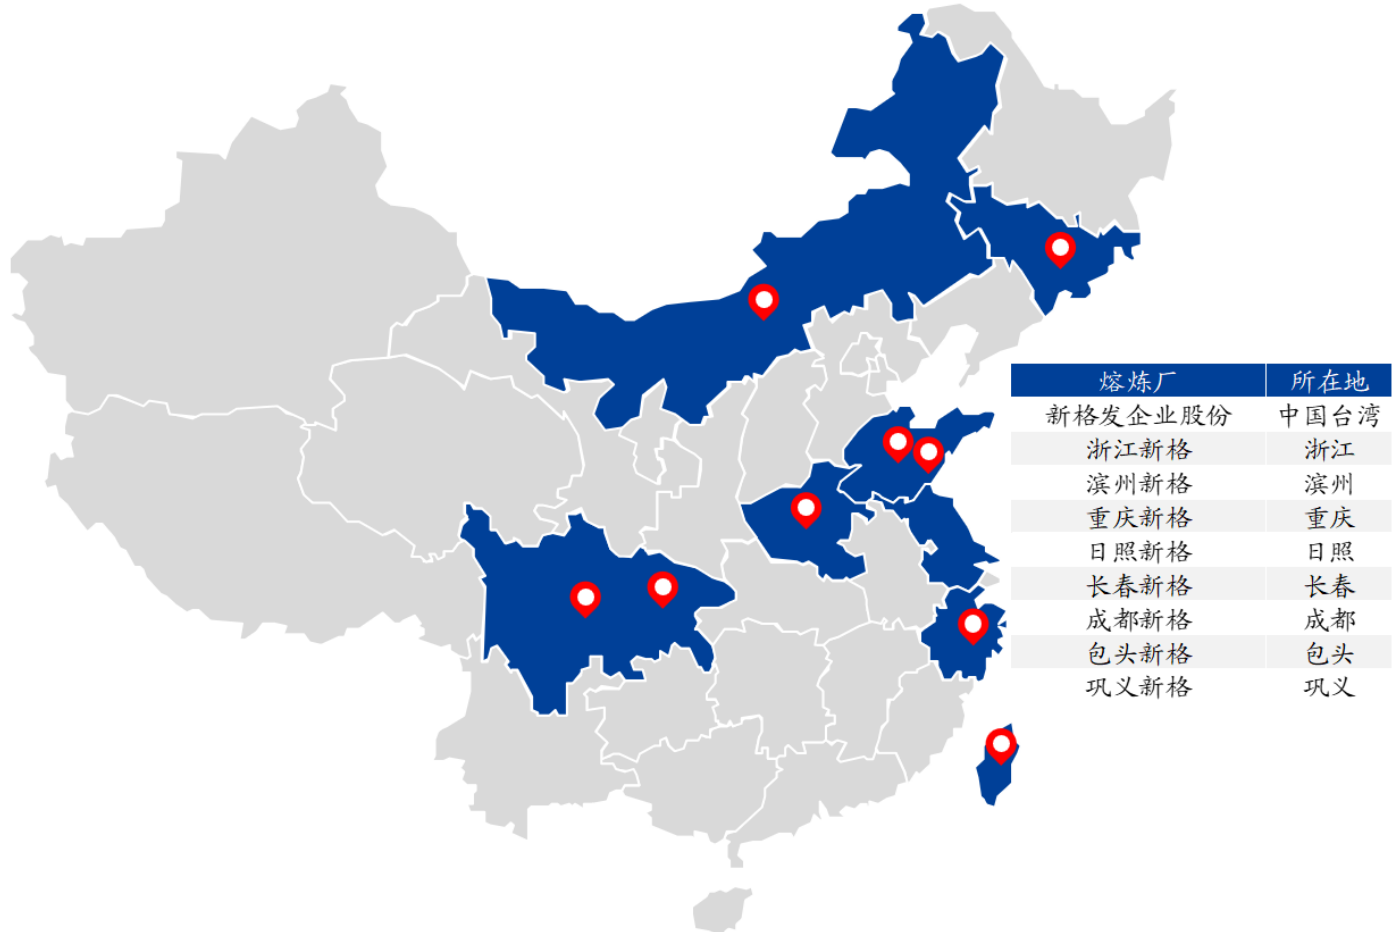 熔炼厂 所在地
新格发企业股份 中国台湾
浙江新格 浙江
滨州新格 滨州
重庆新格 重庆
日照新格 日照
长春新格 长春
成都新格 成都
包头新格 包头
巩义新格 巩义